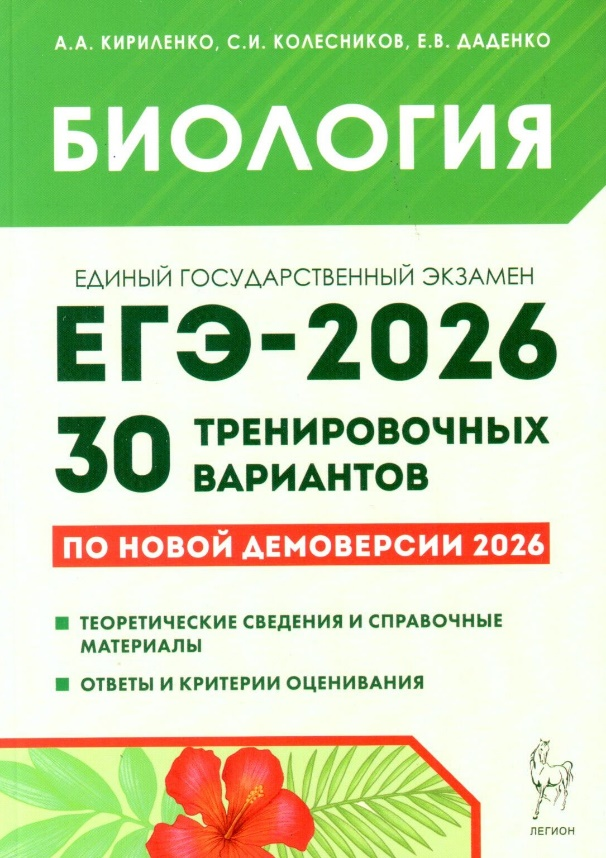 А.А. КИРИЛЕНКО, С.И. КОЛЕСНИКОВ, Е.В. ДАДЕНКО
БИОЛОГИЯ
ЕДИНЫЙ ГОСУДАРСТВЕННЫЙ ЭКЗАМЕН
ЕГЭ-2026
30 ТРЕНИРОВОЧНЫХ
ВАРИАНТОВ
ПО НОВОЙ ДЕМОВЕРСИИ 2026
ТЕОРЕТИЧЕСКИЕ СВЕДЕНИЯ И СПРАВОЧНЫЕ
МАТЕРИАЛЫ
ОТВЕТЫ И КРИТЕРИИ ОЦЕНИВАНИЯ
ЛЕГИОН